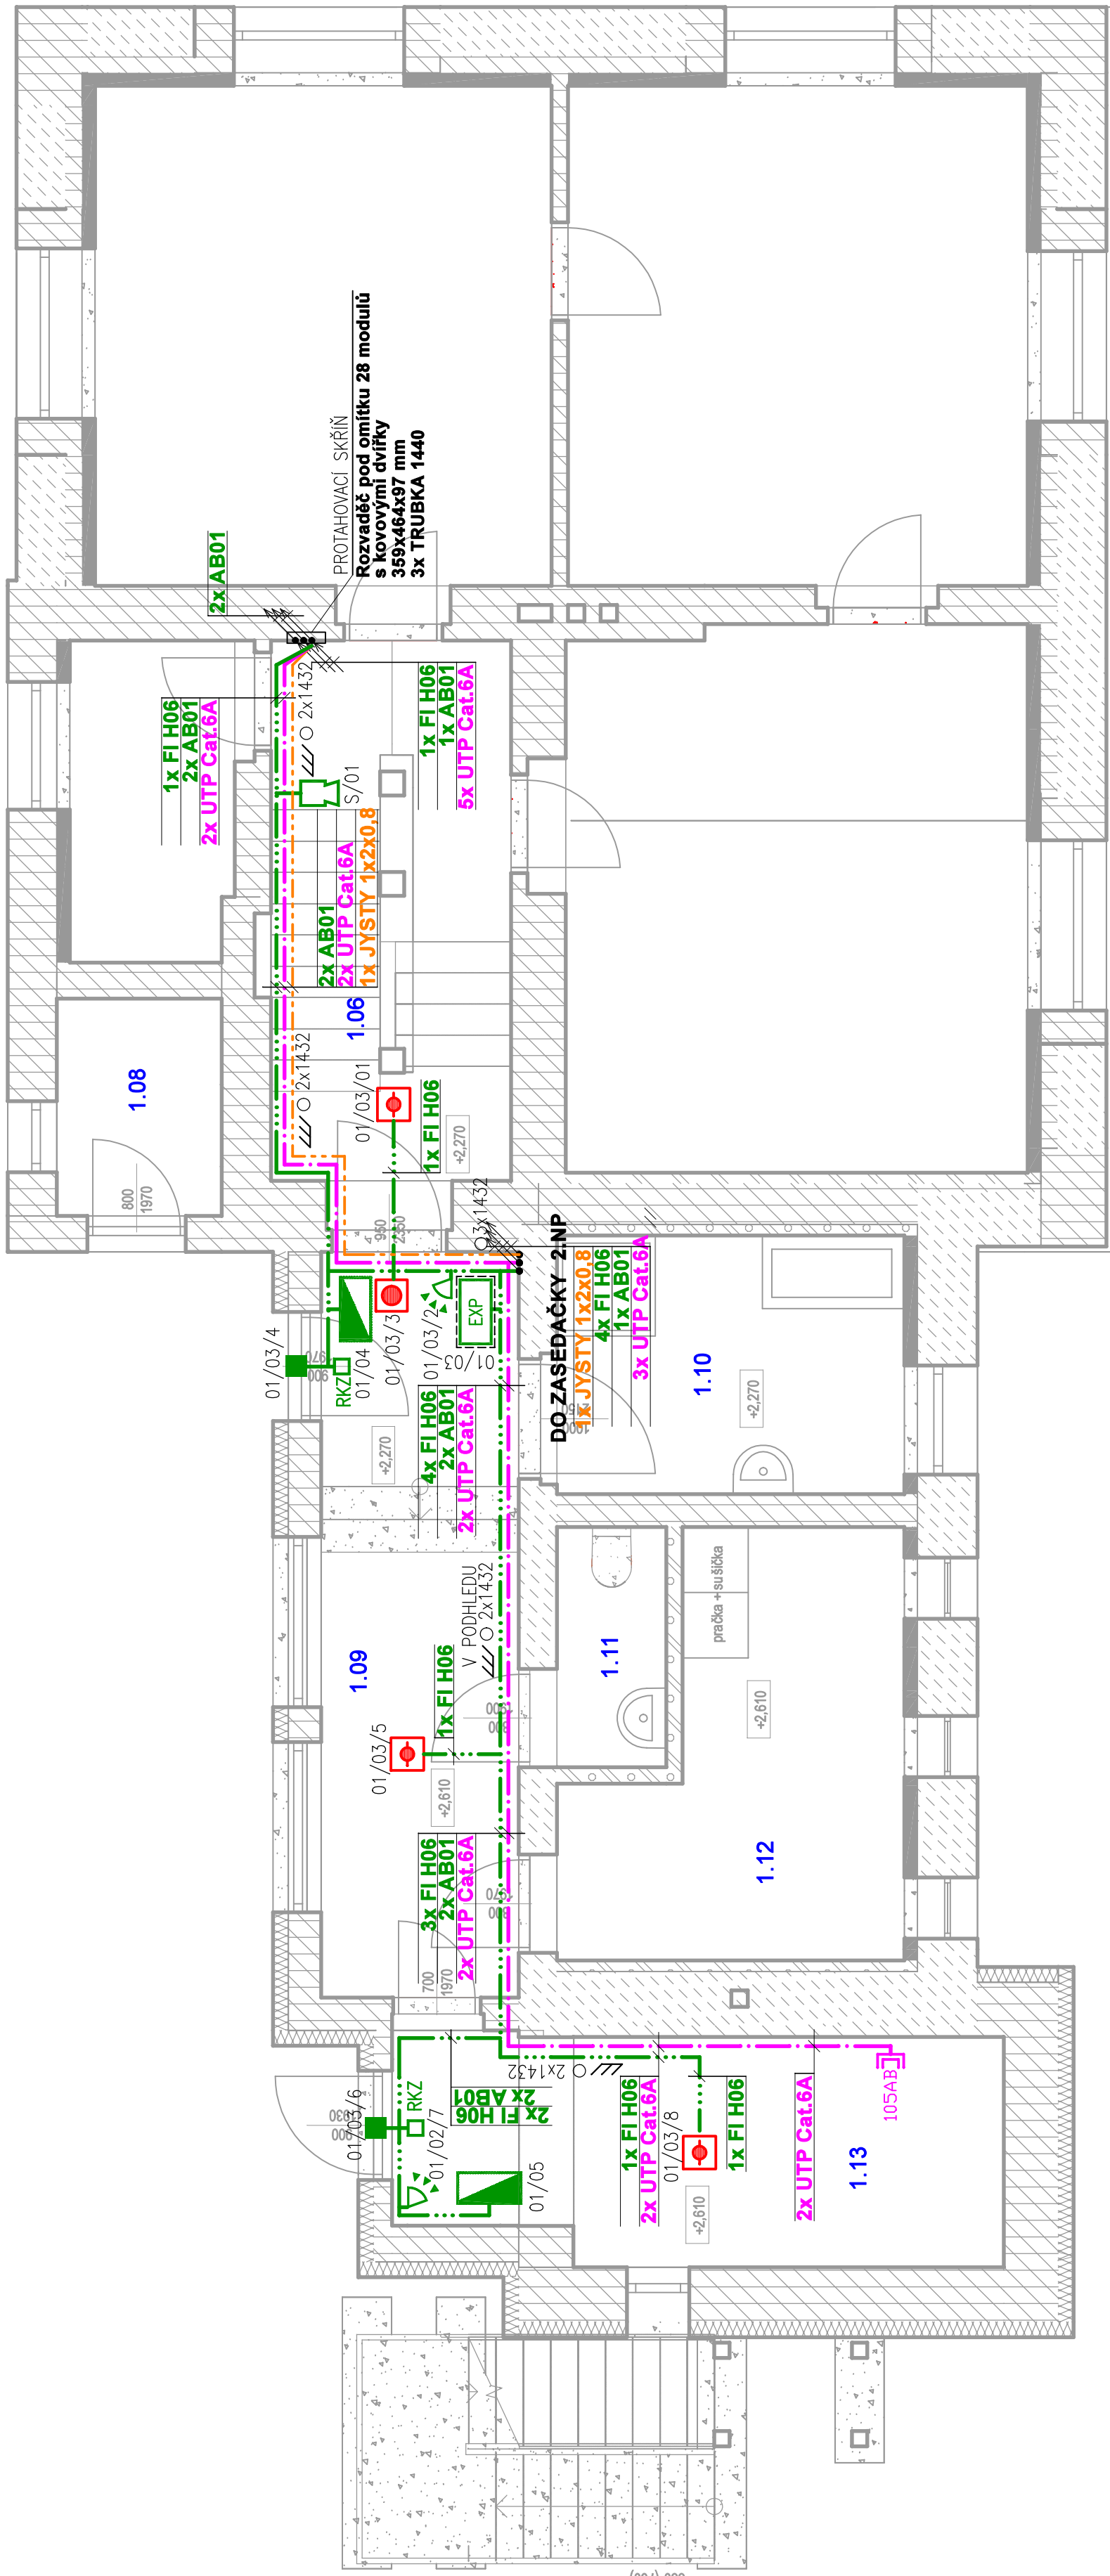 PROTAHOVACÍ SKŘÍŇ
Rozvaděč pod omítku 28 modulů
s kovovými dvířky
359x464x97 mm
3x TRUBKA 1440
2x AB01
1x FI H06
2x AB01
2x UTP Cat.6A
2x1432
S/01
1x FI H06
1x AB01
5x UTP Cat.6A
2x AB01
2x UTP Cat.6A
1x JYSTY 1x2x0,8
1.06
2x1432
01/03/01
1x FI H06
+2,270
1.08
800
1970
950
3x1432
DO ZASEDAČKY 2.NP
1x JYSTY 1x2x0,8
4x FI H06
1x AB01
3x UTP Cat.6A
01/03/4
900
1970
RKZ
01/04
01/03/3
01/03/2
EXP
01/03
4x FI H06
2x AB01
2x UTP Cat.6A
+2,270
1.10
+2,270
V PODHLEDU
2x1432
1.09
1x FI H06
01/03/5
+2,610
1.11
pračka + sušička
+2,610
1.12
3x FI H06
2x AB01
2x UTP Cat.6A
800
1970
700
1970
2x1432
01/03/6
RKZ
01/02/7
2x FI H06
2x AB01
01/05
1x FI H06
2x UTP Cat.6A
01/03/8
1x FI H06
+2,610
2x UTP Cat.6A
105AB
1.13